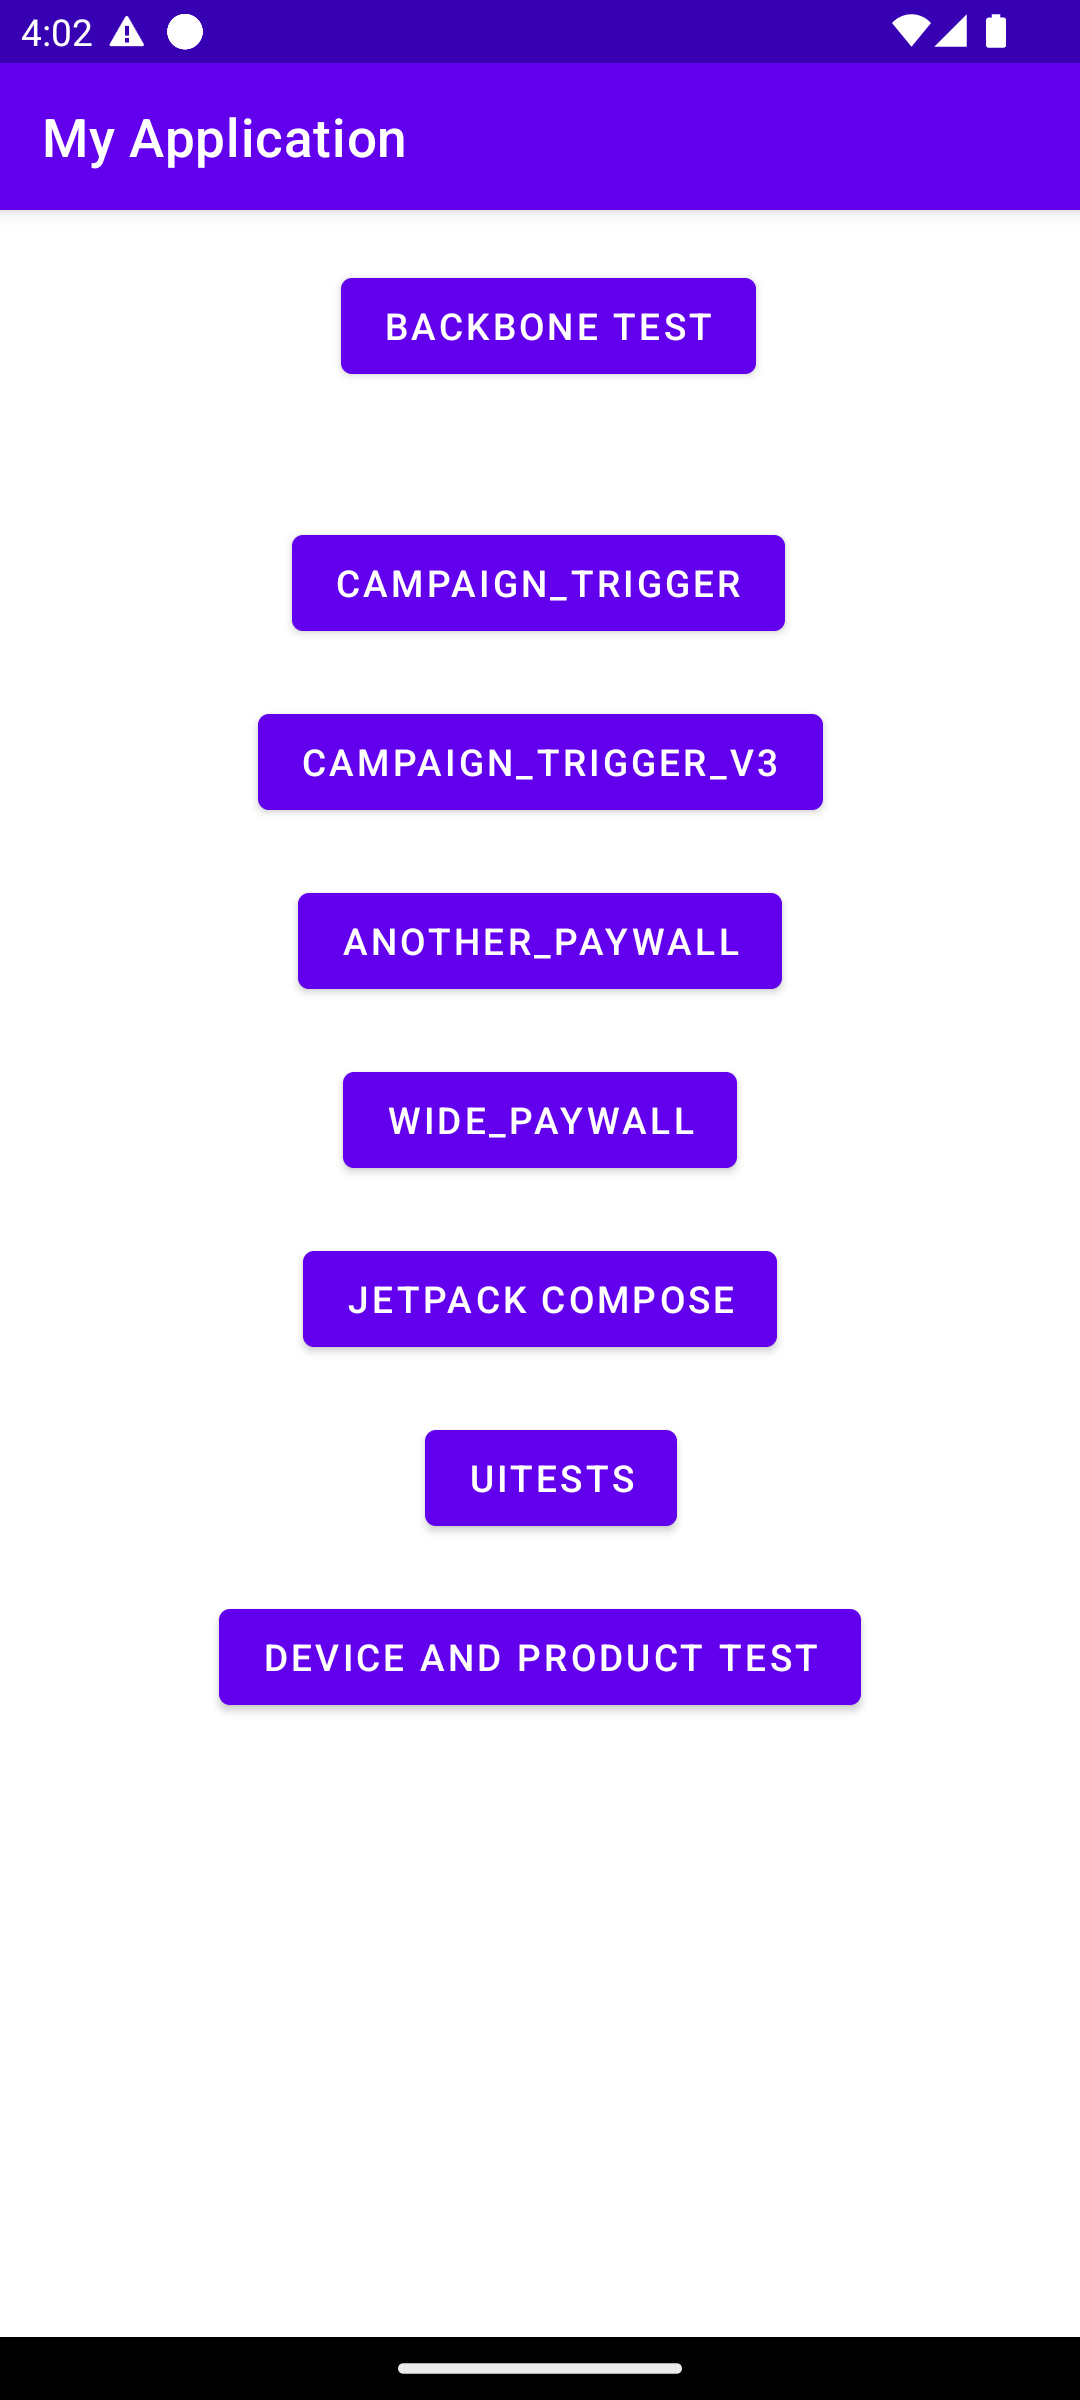 4:02
My Application
BACKBONE TEST
CAMPAIGN_TRIGGER
CAMPAIGN_TRIGGER_V3
ANOTHER_PAYWALL
WIDE_PAYWALL
JETPACK COMPOSE
UITESTS
DEVICE AND PRODUCT TEST